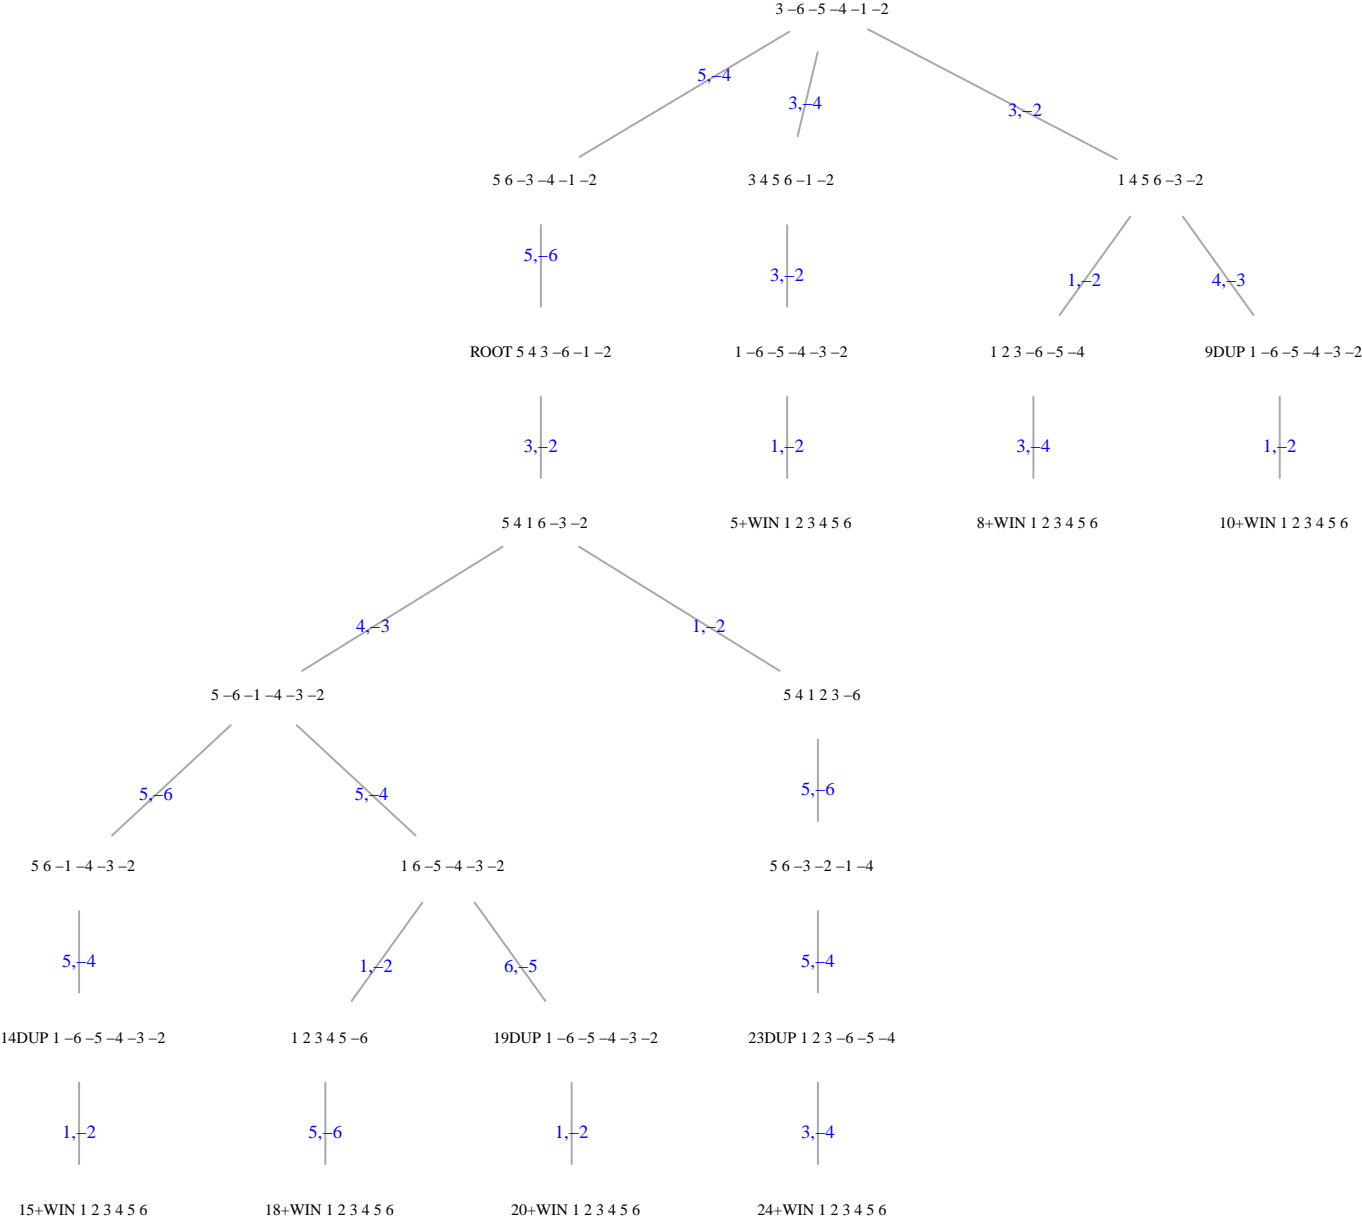 3 –6 –5 –4 –1 –2
5,–4
3,–4
3,–2
5 6 –3 –4 –1 –2
3 4 5 6 –1 –2
1 4 5 6 –3 –2
5,–6
3,–2
1,–2
4,–3
ROOT 5 4 3 –6 –1 –2
1 –6 –5 –4 –3 –2
1 2 3 –6 –5 –4
9DUP 1 –6 –5 –4 –3 –2
3,–2
1,–2
3,–4
1,–2
5 4 1 6 –3 –2
5+WIN 1 2 3 4 5 6
8+WIN 1 2 3 4 5 6
10+WIN 1 2 3 4 5 6
4,–3
1,–2
5 –6 –1 –4 –3 –2
5 4 1 2 3 –6
5,–6
5,–4
5,–6
5 6 –1 –4 –3 –2
1 6 –5 –4 –3 –2
5 6 –3 –2 –1 –4
5,–4
1,–2
6,–5
5,–4
14DUP 1 –6 –5 –4 –3 –2
1 2 3 4 5 –6
19DUP 1 –6 –5 –4 –3 –2
23DUP 1 2 3 –6 –5 –4
1,–2
5,–6
1,–2
3,–4
15+WIN 1 2 3 4 5 6
18+WIN 1 2 3 4 5 6
20+WIN 1 2 3 4 5 6
24+WIN 1 2 3 4 5 6